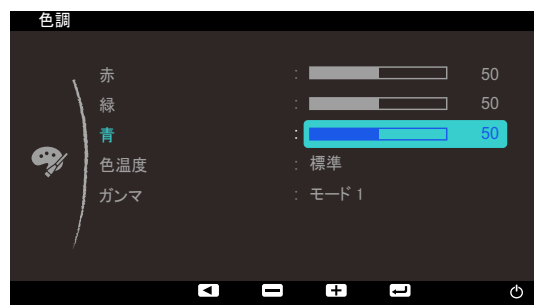 色調
赤 : 50
緑 : 50
青 : 50
色温度 : 標準
ガンマ : モード 1